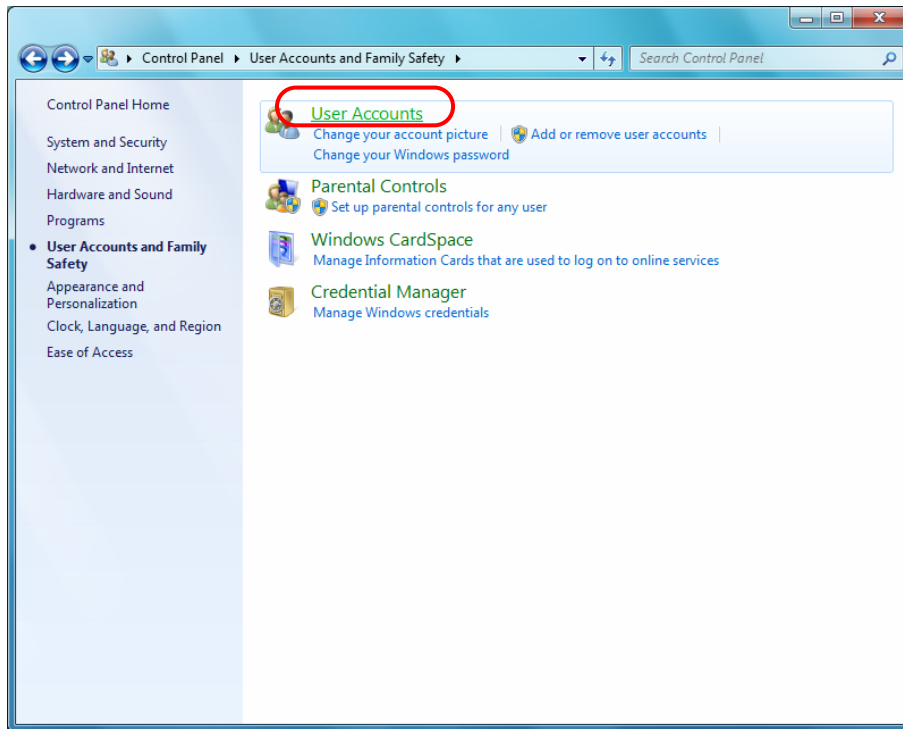 Control Panel
User Accounts and Family Safety
Search Control Panel
Control Panel Home
System and Security
Network and Internet
Hardware and Sound
Programs
User Accounts and Family
Safety
Appearance and
Personalization
Clock, Language, and Region
Ease of Access
User Accounts
Change your account picture
Add or remove user accounts
Change your Windows password
Parental Controls
Set up parental controls for any user
Windows CardSpace
Manage Information Cards that are used to log on to online services
Credential Manager
Manage Windows credentials